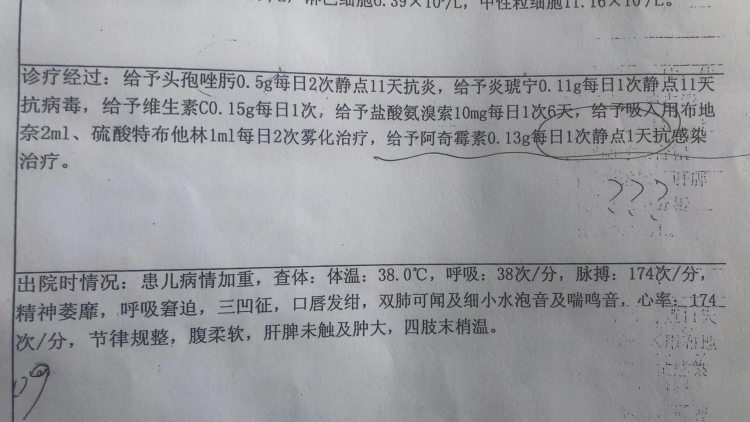 淋巴细胞6.39×10⁹/L, 中性粒细胞11.16×10⁹/L。
诊疗经过：给予头孢唑肟0.5g每日2次静点11天抗炎，给予炎琥宁0.11g每日1次静点11天
抗病毒，给予维生素C0.15g每日1次，给予盐酸氨溴索10mg每日1次6天，给予吸入用布地
奈2ml、硫酸特布他林1ml每日2次雾化治疗，给予阿奇霉素0.13g每日1次静点1天抗感染
治疗。
???
出院时情况：患儿病情加重，查体：体温：38.0℃，呼吸：38次/分，脉搏：174次/分，
精神萎靡，呼吸窘迫，三凹征，口唇发绀，双肺可闻及细小水泡音及喘鸣音，心率：174
次/分，节律规整，腹柔软，肝脾未触及肿大，四肢末梢温。